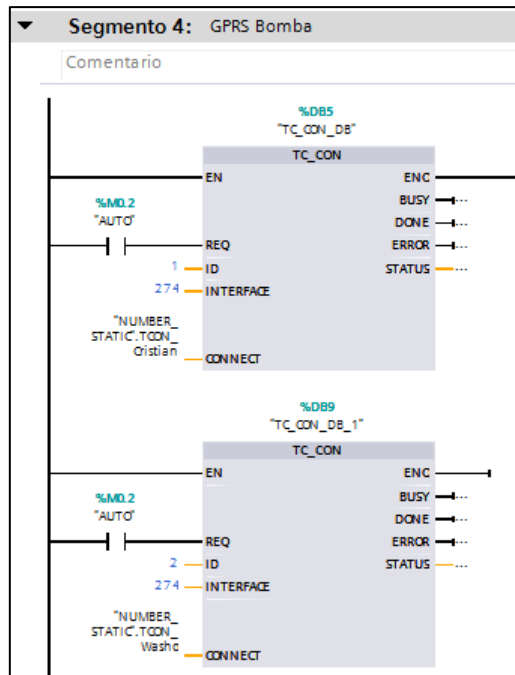 Segmento 4: GPRS Bomba
Comentario
%DB5
"TC_CON_DB"
TC_CON
EN ENO
BUSY
%M0.2 DONE
"AUTO" ERROR
REQ STATUS ...
1 ID
274 INTERFACE
"NUMBER_
STATIC".TCON_
Cristian CONNECT
%DB9
"TC_CON_DB_1"
TC_CON
EN ENO
BUSY
%M0.2 DONE
"AUTO" ERROR
REQ STATUS ...
2 ID
274 INTERFACE
"NUMBER_
STATIC".TCON_
Washo CONNECT